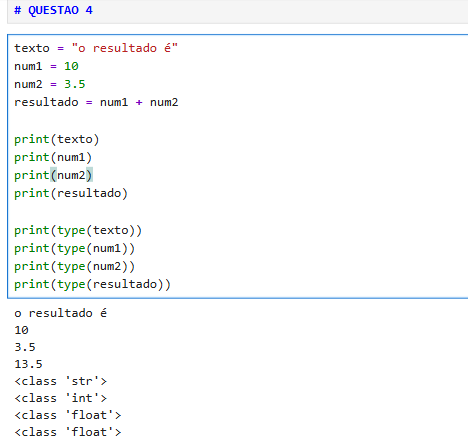 # QUESTAO 4
texto = "o resultado é"
num1 = 10
num2 = 3.5
resultado = num1 + num2
print(texto)
print(num1)
print(num2)
print(resultado)
print(type(texto))
print(type(num1))
print(type(num2))
print(type(resultado))
o resultado é
10
3.5
13.5
<class 'str'>
<class 'int'>
<class 'float'>
<class 'float'>